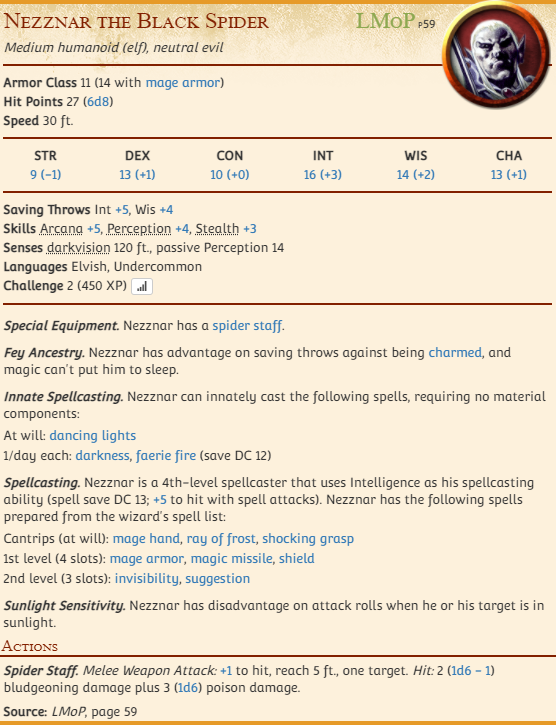 Nezznar the Black Spider LMoP p59
Medium humanoid (elf), neutral evil
Armor Class 11 (14 with mage armor)
Hit Points 27 (6d8)
Speed 30 ft.
STR DEX CON INT WIS CHA
9 (–1) 13 (+1) 10 (+0) 16 (+3) 14 (+2) 13 (+1)
Saving Throws Int +5, Wis +4
Skills Arcana +5, Perception +4, Stealth +3
Senses darkvision 120 ft., passive Perception 14
Languages Elvish, Undercommon
Challenge 2 (450 XP)
Special Equipment. Nezznar has a spider staff.
Fey Ancestry. Nezznar has advantage on saving throws against being charmed, and
magic can't put him to sleep.
Innate Spellcasting. Nezznar can innately cast the following spells, requiring no material
components:
At will: dancing lights
1/day each: darkness, faerie fire (save DC 12)
Spellcasting. Nezznar is a 4th-level spellcaster that uses Intelligence as his spellcasting
ability (spell save DC 13; +5 to hit with spell attacks). Nezznar has the following spells
prepared from the wizard's spell list:
Cantrips (at will): mage hand, ray of frost, shocking grasp
1st level (4 slots): mage armor, magic missile, shield
2nd level (3 slots): invisibility, suggestion
Sunlight Sensitivity. Nezznar has disadvantage on attack rolls when he or his target is in
sunlight.
Actions
Spider Staff. Melee Weapon Attack: +1 to hit, reach 5 ft., one target. Hit: 2 (1d6 – 1)
bludgeoning damage plus 3 (1d6) poison damage.
Source: LMoP, page 59